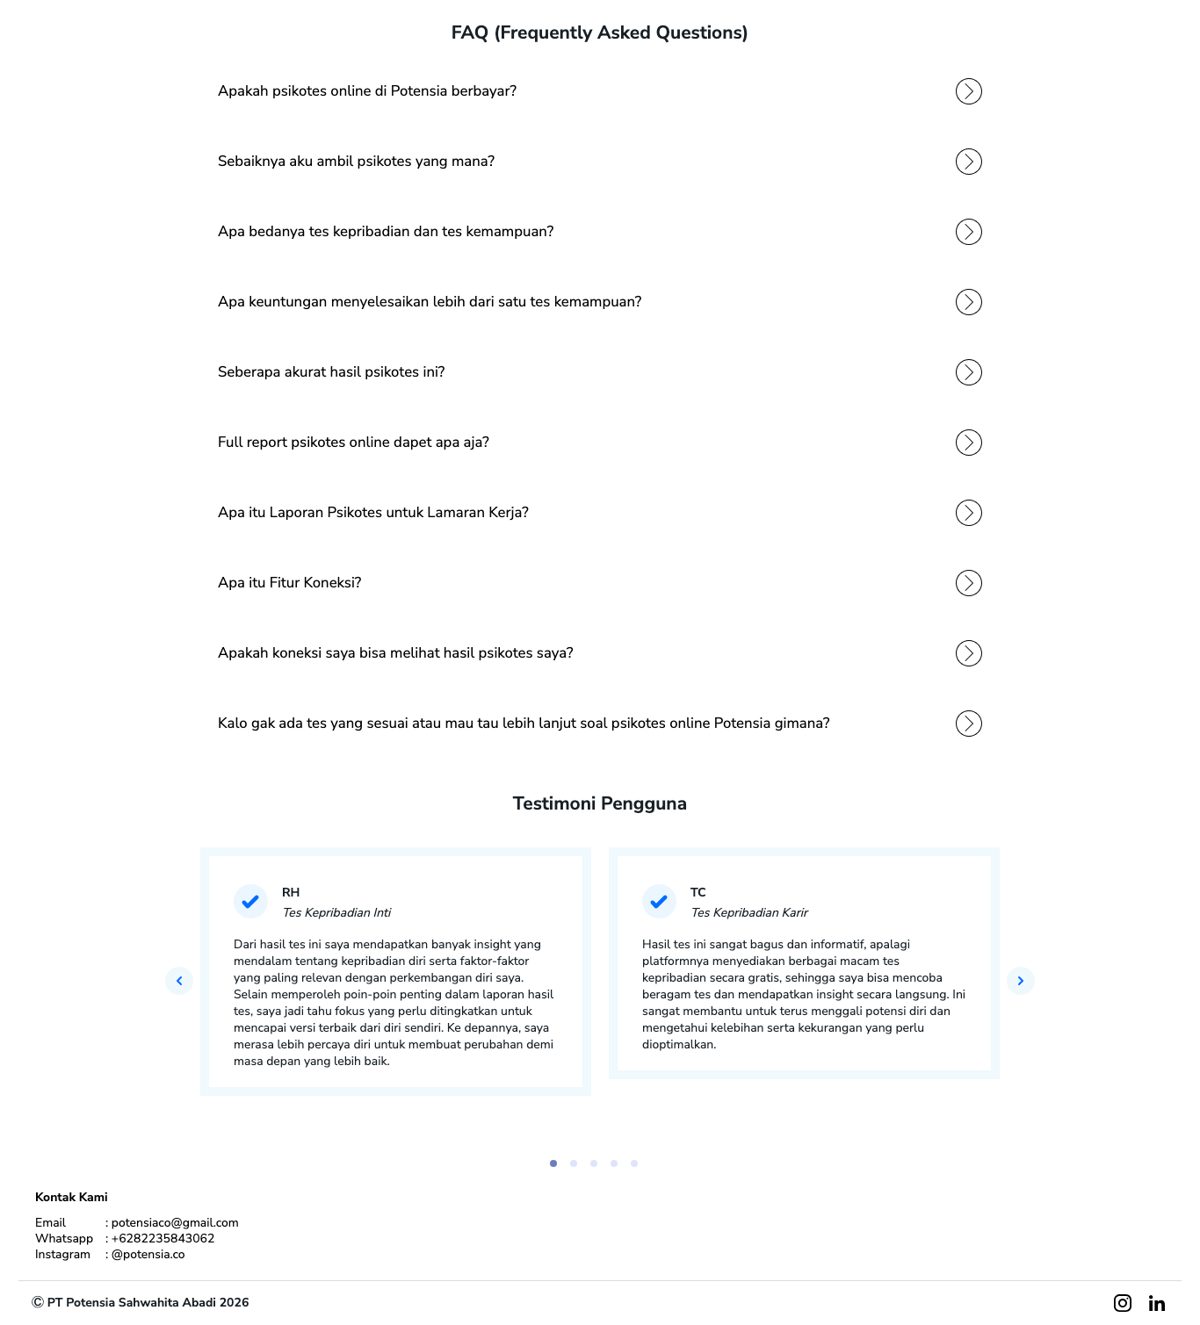 FAQ (Frequently Asked Questions)
Apakah psikotes online di Potensia berbayar?
Sebaiknya aku ambil psikotes yang mana?
Apa bedanya tes kepribadian dan tes kemampuan?
Apa keuntungan menyelesaikan lebih dari satu tes kemampuan?
Seberapa akurat hasil psikotes ini?
Full report psikotes online dapet apa aja?
Apa itu Laporan Psikotes untuk Lamaran Kerja?
Apa itu Fitur Koneksi?
Apakah koneksi saya bisa melihat hasil psikotes saya?
Kalo gak ada tes yang sesuai atau mau tau lebih lanjut soal psikotes online Potensia gimana?
Testimoni Pengguna
RH
Tes Kepribadian Inti
Dari hasil tes ini saya mendapatkan banyak insight yang
mendalam tentang kepribadian diri serta faktor-faktor
yang paling relevan dengan perkembangan diri saya.
Selain memperoleh poin-poin penting dalam laporan hasil
tes, saya jadi tahu fokus yang perlu ditingkatkan untuk
mencapai versi terbaik dari diri sendiri. Ke depannya, saya
merasa lebih percaya diri untuk membuat perubahan demi
masa depan yang lebih baik.
TC
Tes Kepribadian Karir
Hasil tes ini sangat bagus dan informatif, apalagi
platformnya menyediakan berbagai macam tes
kepribadian secara gratis, sehingga saya bisa mencoba
beragam tes dan mendapatkan insight secara langsung. Ini
sangat membantu untuk terus menggali potensi diri dan
mengetahui kelebihan serta kekurangan yang perlu
dioptimalkan.
Kontak Kami
Email : potensiaco@gmail.com
Whatsapp : +6282235843062
Instagram : @potensia.co
© PT Potensia Sahwahita Abadi 2026